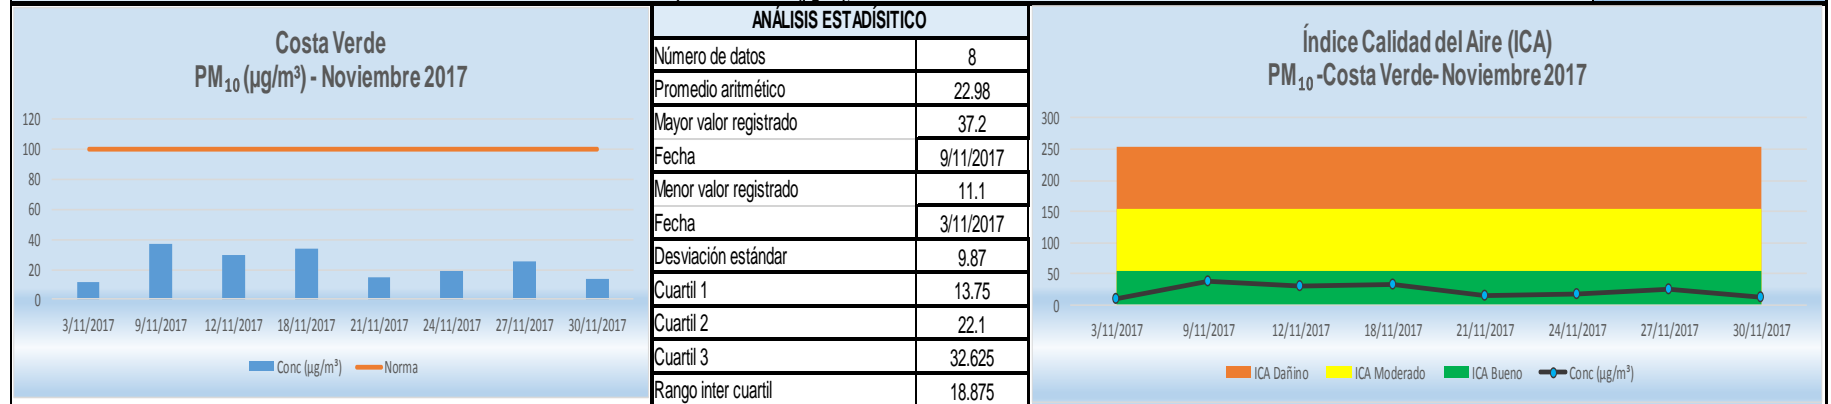 Costa Verde
PM₁₀ (µg/m³) - Noviembre 2017
120
100
80
60
40
20
0
3/11/2017 9/11/2017 12/11/2017 18/11/2017 21/11/2017 24/11/2017 27/11/2017 30/11/2017
Conc (µg/m³) Norma
ANÁLISIS ESTADÍSITICO
Número de datos 8
Promedio aritmético 22.98
Mayor valor registrado 37.2
Fecha 9/11/2017
Menor valor registrado 11.1
Fecha 3/11/2017
Desviación estándar 9.87
Cuartil 1 13.75
Cuartil 2 22.1
Cuartil 3 32.625
Rango inter cuartil 18.875
Índice Calidad del Aire (ICA)
PM₁₀ -Costa Verde- Noviembre 2017
300
250
200
150
100
50
0
3/11/2017 9/11/2017 12/11/2017 18/11/2017 21/11/2017 24/11/2017 27/11/2017 30/11/2017
ICA Dañino ICA Moderado ICA Bueno Conc (µg/m³)